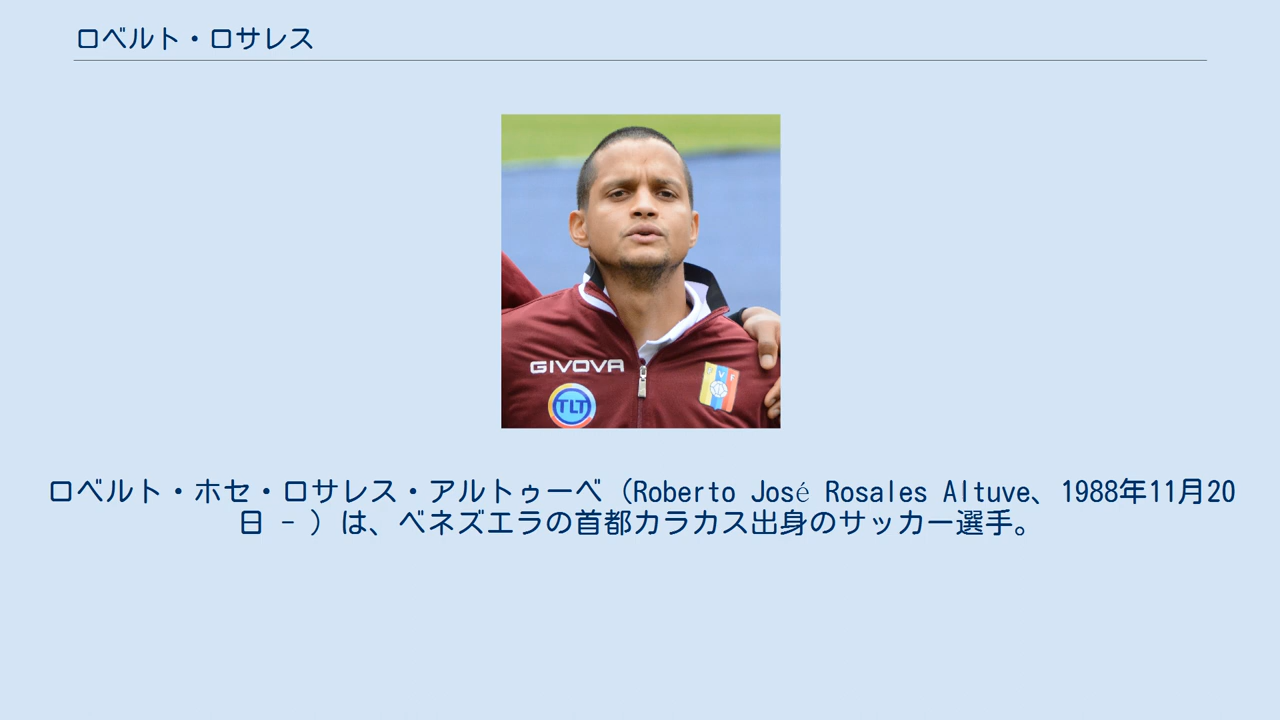 ロベルト・ロサレス
GIVOVA
TLT
FVF
ロベルト・ホセ・ロサレス・アルトゥーベ（Roberto José Rosales Altuve、1988年11月20
日 - ）は、ベネズエラの首都カラカス出身のサッカー選手。